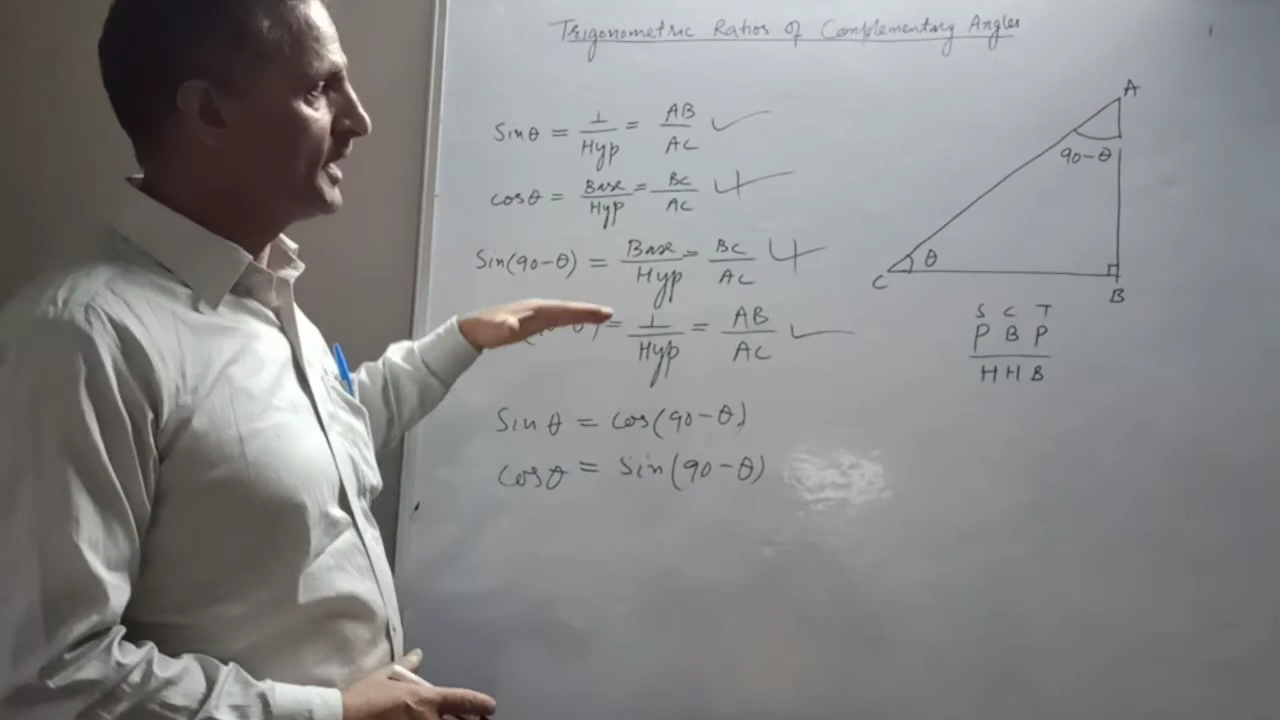 Trigonometric Ratios of Complementary Angles
Sinθ = ⊥/Hyp = AB/AC ✓
cosθ = Base/Hyp = BC/AC
Sin(90-θ) = Base/Hyp = BC/AC
= ⊥/Hyp = AB/AC ✓
Sinθ = cos(90-θ)
cosθ = Sin(90-θ)
A
90-θ
θ
C
B
S C T
P B P
H H B